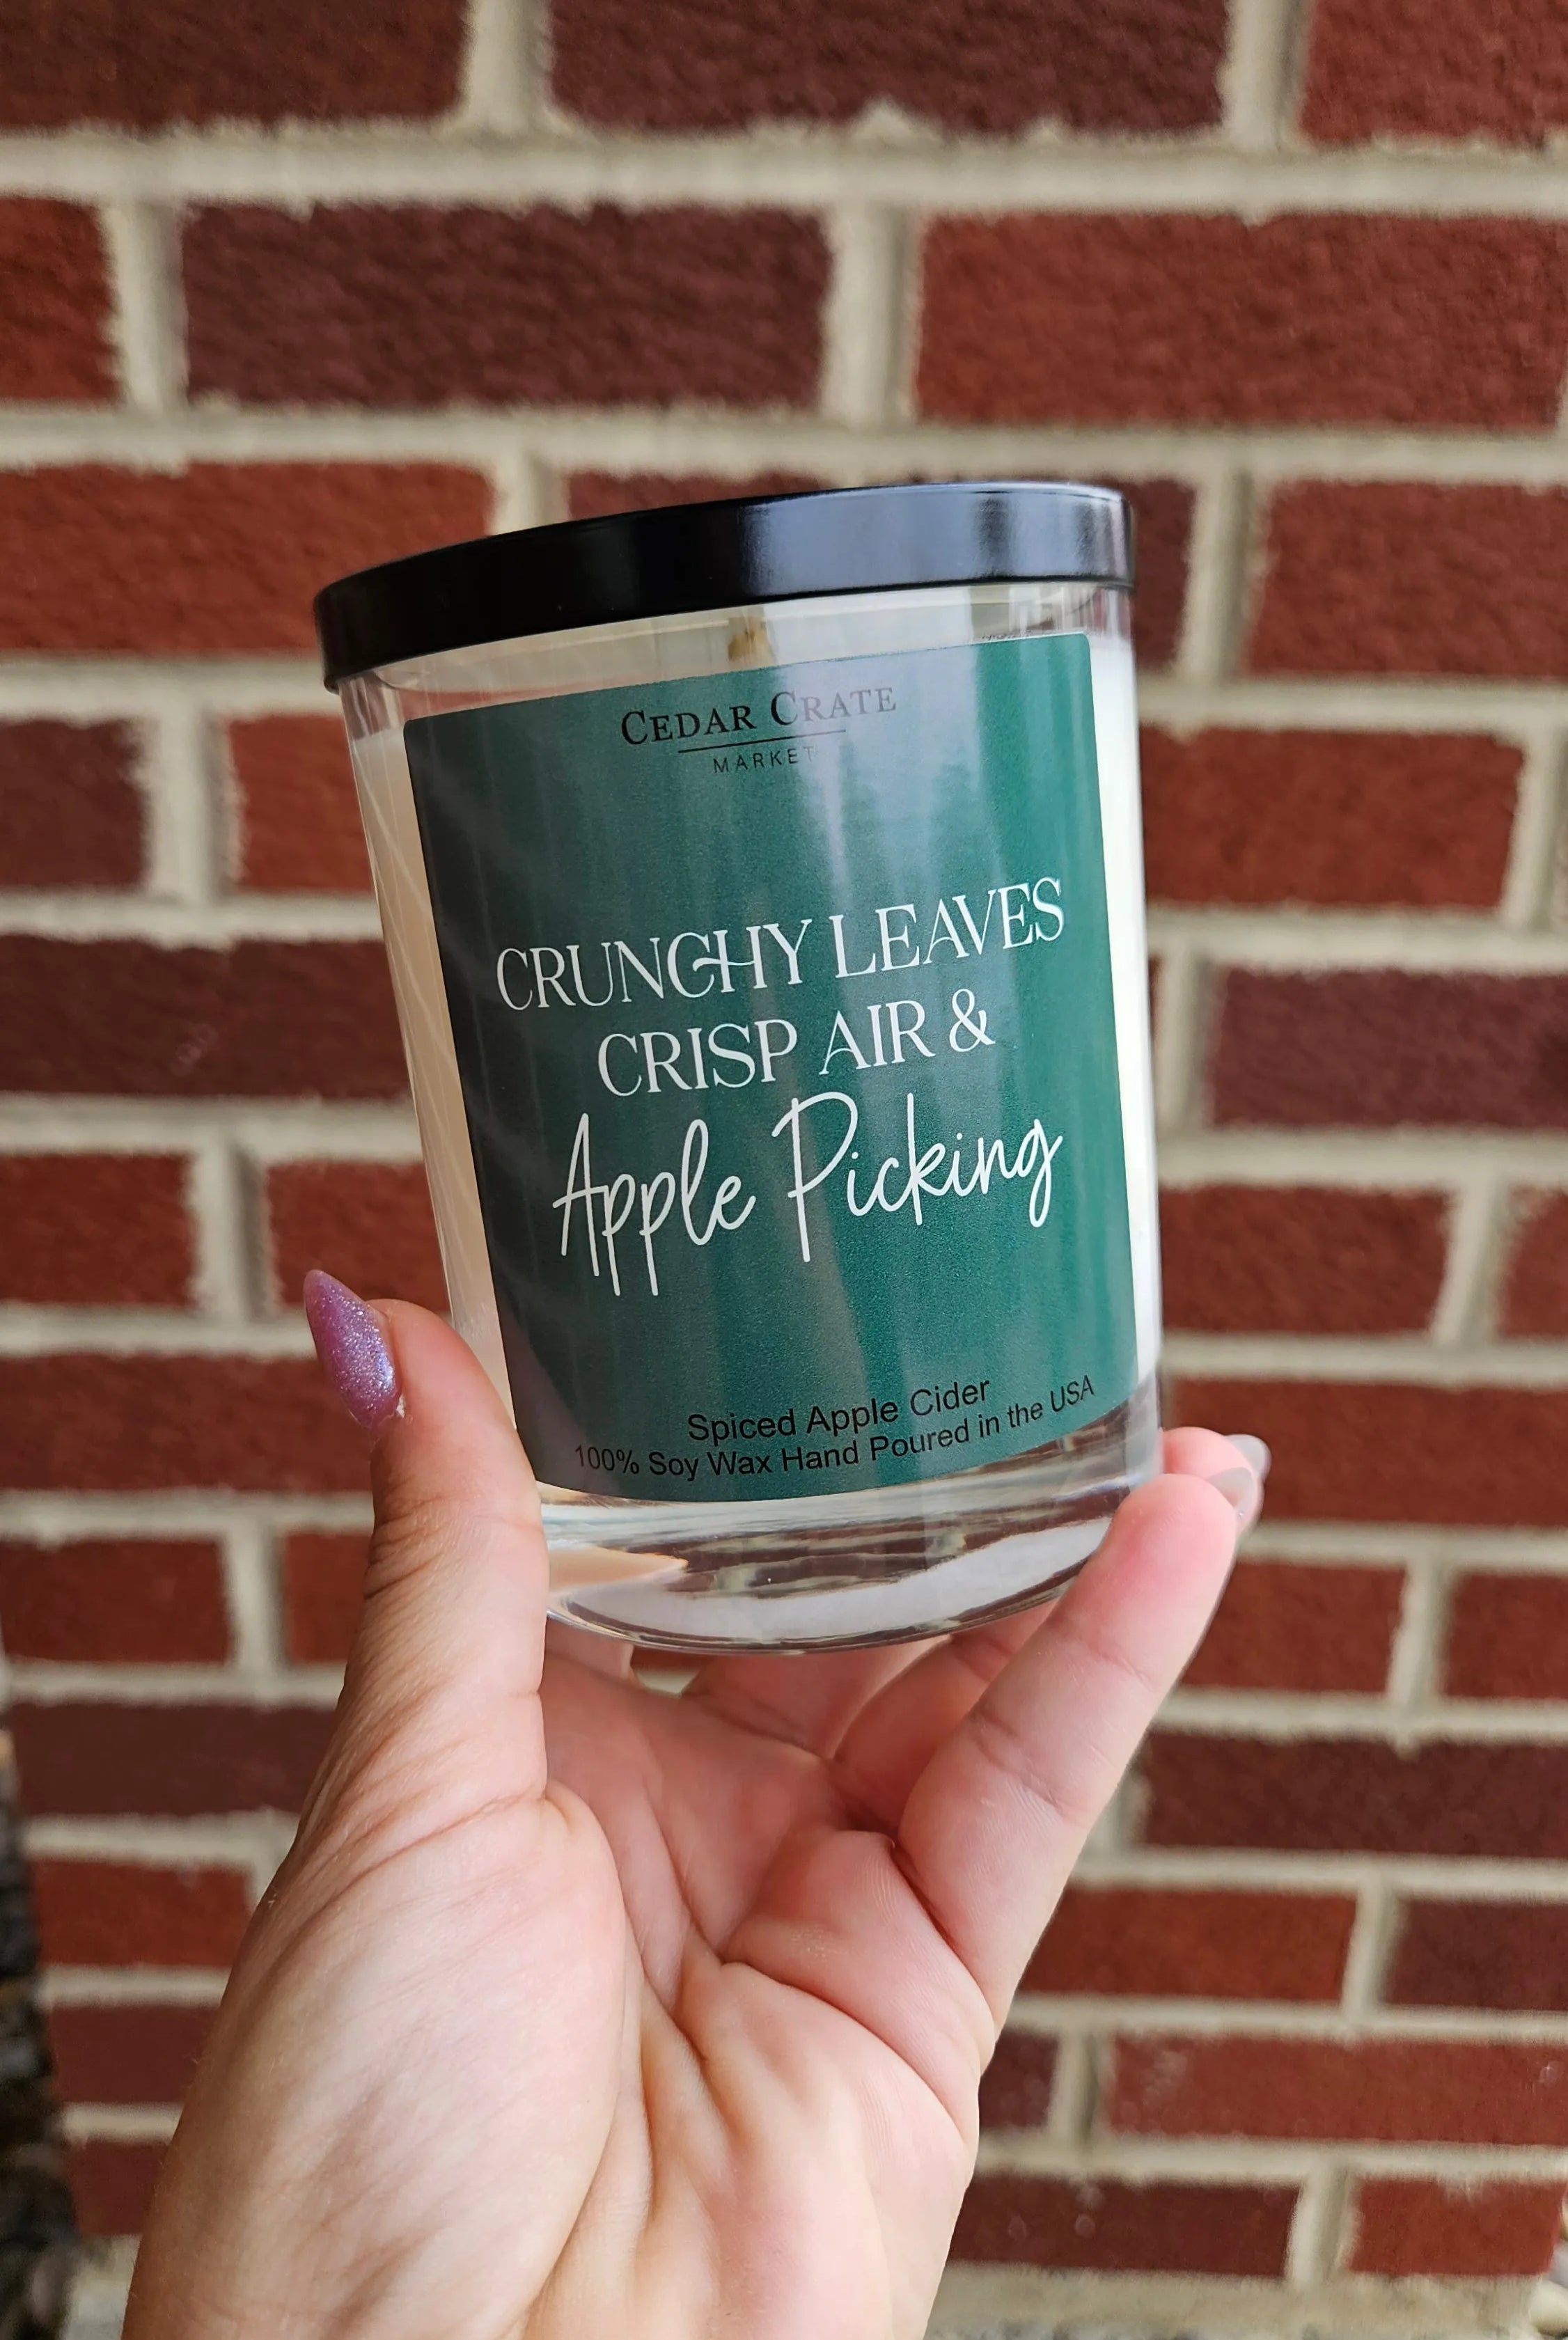 CEDAR CRATE
MARKET
CRUNCHY LEAVES
CRISP AIR &
Apple Picking
Spiced Apple Cider
100% Soy Wax Hand Poured in the USA